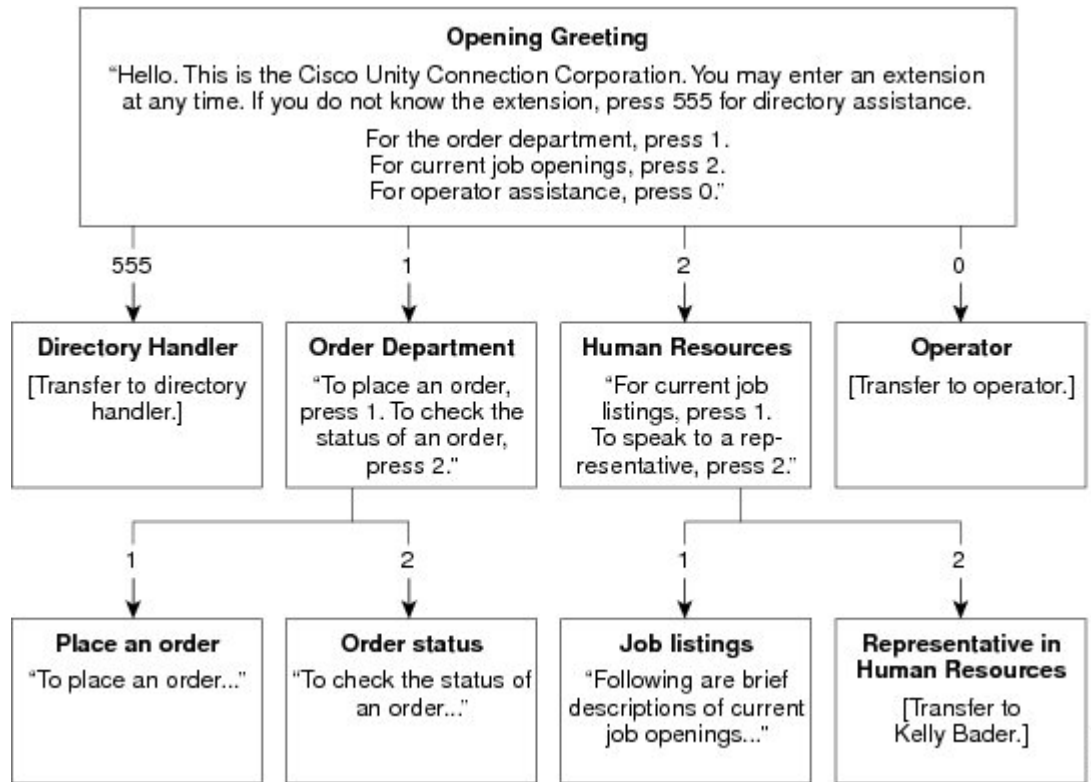 Opening Greeting
“Hello. This is the Cisco Unity Connection Corporation. You may enter an extension
at any time. If you do not know the extension, press 555 for directory assistance.
For the order department, press 1.
For current job openings, press 2.
For operator assistance, press 0.”
555
1
2
0
Directory Handler
[Transfer to directory
handler.]
Order Department
“To place an order,
press 1. To check the
status of an order,
press 2."
Human Resources
“For current job
listings, press 1.
To speak to a rep-
resentative, press 2.”
Operator
[Transfer to operator.]
1
2
1
2
Place an order
“To place an order...”
Order status
“To check the status of
an order...”
Job listings
“Following are brief
descriptions of current
job openings...”
Representative in
Human Resources
[Transfer to
Kelly Bader.]